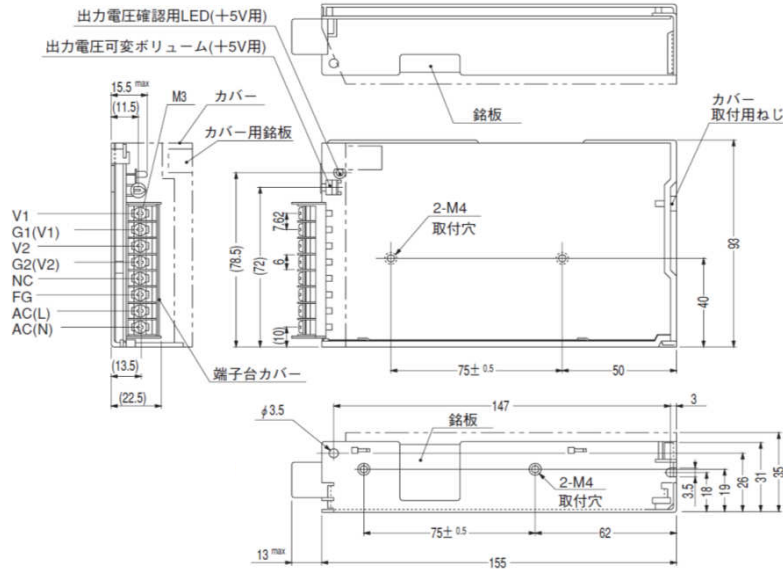 出力電圧確認用LED(＋5V用)
出力電圧可変ボリューム(＋5V用)
15.5 max
(11.5)
M3
カバー
カバー用銘板
銘板
カバー
取付用ねじ
V1
G1(V1)
V2
G2(V2)
NC
FG
AC(L)
AC(N)
(13.5)
(22.5)
端子台カバー
(78.5)
(72)
7.62
6
(10)
2-M4
取付穴
93
40
75± 0.5
50
147
3
φ3.5
銘板
2-M4
取付穴
3.5
18
19
26
31
35
75± 0.5
62
13 max
155